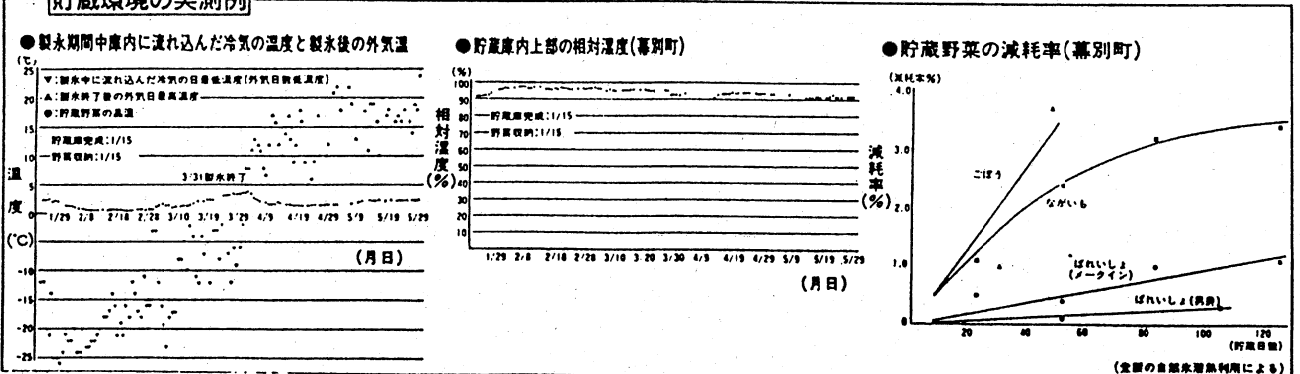 貯蔵環境の実測例
●製氷期間中庫内に流れ込んだ冷気の温度と製氷後の外気温
(℃)
25
20
15
10
5
0
-10
-15
-20
-25
温度(℃)
▼:製氷中に流れ込んだ冷気の日最低温度(外気日最低温度)
▲:製氷終了後の外気日最高温度
●:貯蔵野菜の品温
貯蔵庫完成:1/15
野菜収納:1/15
3/31製氷終了
1/29 2/8 2/18 2/28 3/10 3/19 3/29 4/9 4/19 4/29 5/9 5/19 5/29
(月日)
●貯蔵庫内上部の相対湿度(幕別町)
(%)
100
90
80
70
60
50
40
30
20
10
相対湿度(%)
貯蔵庫完成:1/15
野菜収納:1/15
1/29 2/8 2/18 2/28 3/10 3/20 3/30 4/9 4/19 4/29 5/9 5/19 5/29
(月日)
●貯蔵野菜の減耗率(幕別町)
(減耗率%)
4.0
3.0
2.0
1.0
0
減耗率(%)
ごぼう
ながいも
ばれいしょ
(メークイン)
ばれいしょ(男爵)
20 40 60 80 100 120
(貯蔵日数)
の自然氷潜熱利用による)